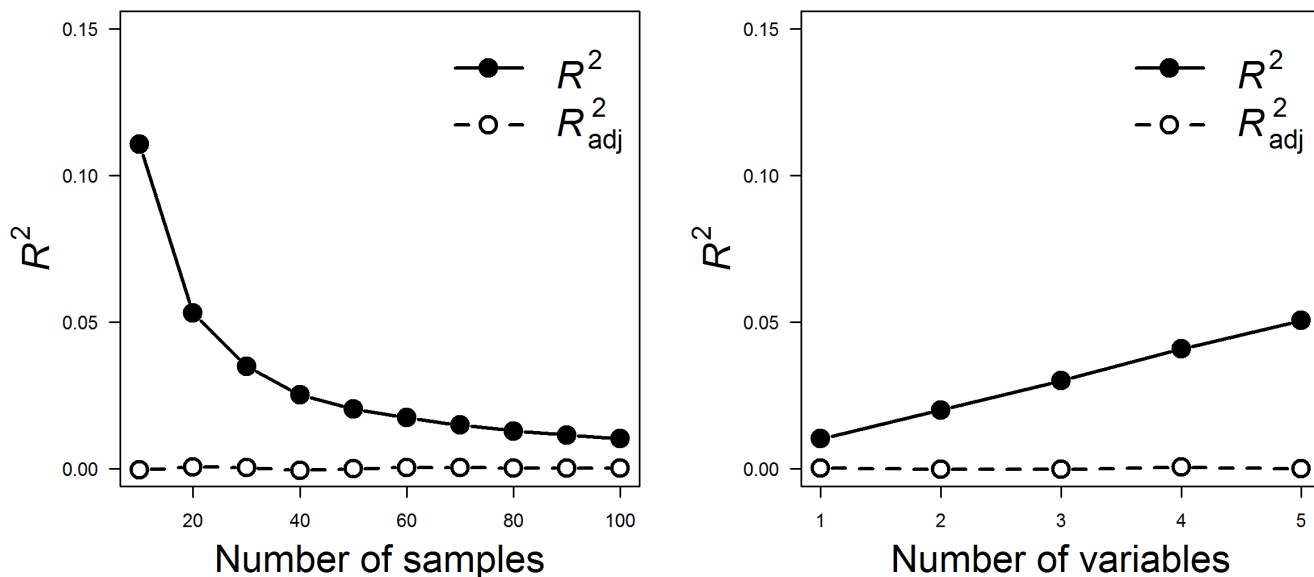 0.15
0.10
0.05
0.00
R²
R²
R²adj
20
40
60
80
100
Number of samples
0.15
0.10
0.05
0.00
R²
R²
R²adj
1
2
3
4
5
Number of variables